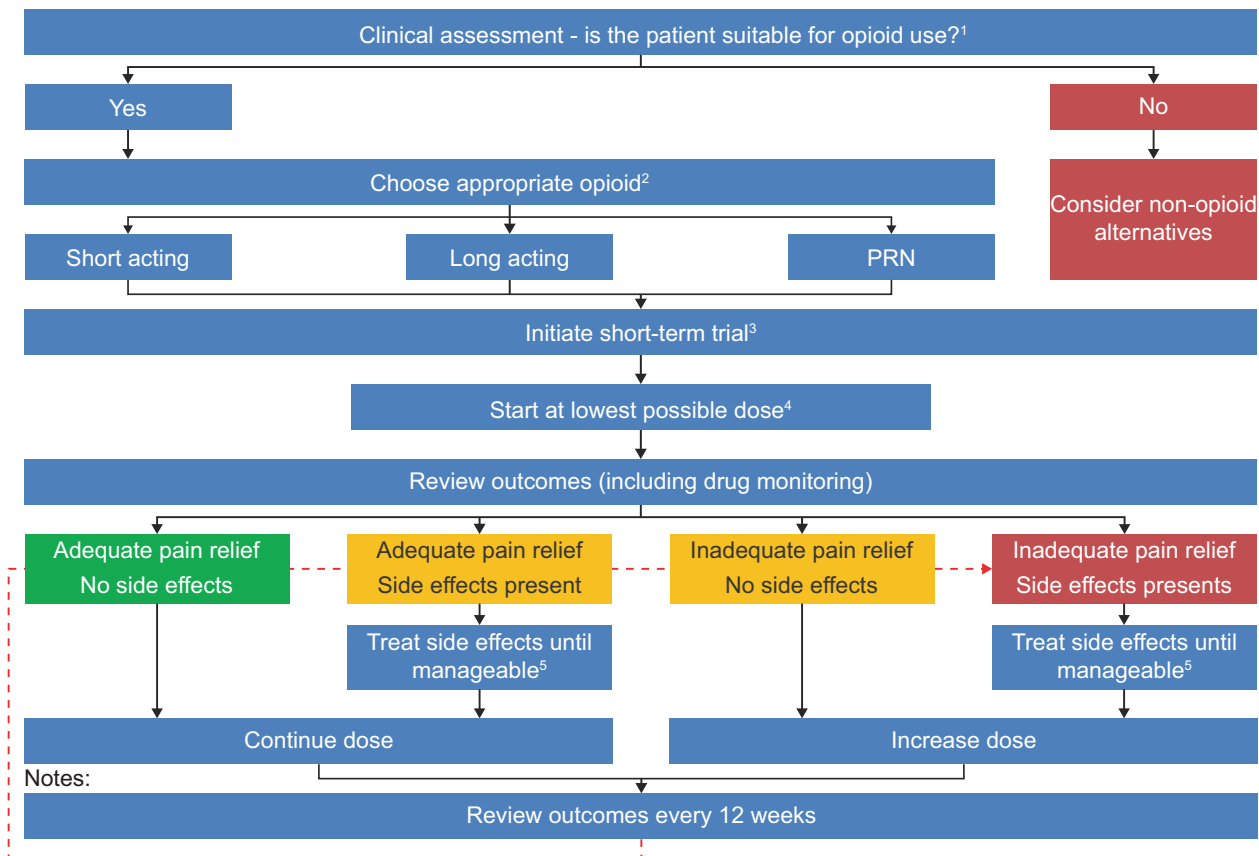 Clinical assessment - is the patient suitable for opioid use?¹
Yes
No
Choose appropriate opioid²
Consider non-opioid
alternatives
Short acting
Long acting
PRN
Initiate short-term trial³
Start at lowest possible dose⁴
Review outcomes (including drug monitoring)
Adequate pain relief
No side effects
Adequate pain relief
Side effects present
Inadequate pain relief
No side effects
Inadequate pain relief
Side effects presents
Treat side effects until
manageable⁵
Treat side effects until
manageable⁵
Continue dose
Increase dose
Notes:
Review outcomes every 12 weeks